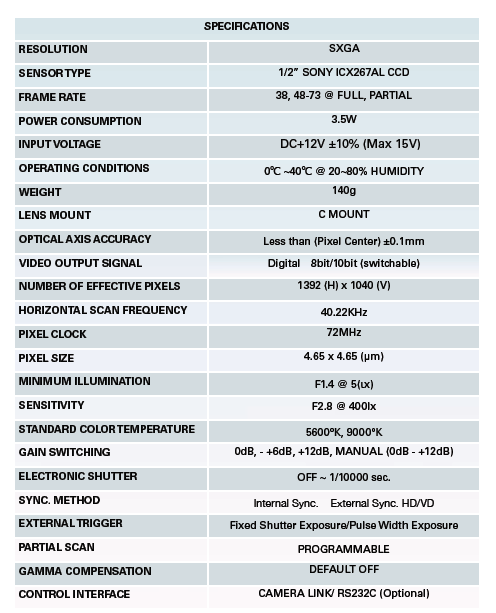 SPECIFICATIONS
RESOLUTION SXGA
SENSOR TYPE 1/2" SONY ICX267AL CCD
FRAME RATE 38, 48-73 @ FULL, PARTIAL
POWER CONSUMPTION 3.5W
INPUT VOLTAGE DC+12V ±10% (Max 15V)
OPERATING CONDITIONS 0℃ ~40℃ @ 20~80% HUMIDITY
WEIGHT 140g
LENS MOUNT C MOUNT
OPTICAL AXIS ACCURACY Less than (Pixel Center) ±0.1mm
VIDEO OUTPUT SIGNAL Digital 8bit/10bit (switchable)
NUMBER OF EFFECTIVE PIXELS 1392 (H) x 1040 (V)
HORIZONTAL SCAN FREQUENCY 40.22KHz
PIXEL CLOCK 72MHz
PIXEL SIZE 4.65 x 4.65 (µm)
MINIMUM ILLUMINATION F1.4 @ 5(ιx)
SENSITIVITY F2.8 @ 400lx
STANDARD COLOR TEMPERATURE 5600°K, 9000°K
GAIN SWITCHING 0dB, - +6dB, +12dB, MANUAL (0dB - +12dB)
ELECTRONIC SHUTTER OFF ~ 1/10000 sec.
SYNC. METHOD Internal Sync. External Sync. HD/VD
EXTERNAL TRIGGER Fixed Shutter Exposure/Pulse Width Exposure
PARTIAL SCAN PROGRAMMABLE
GAMMA COMPENSATION DEFAULT OFF
CONTROL INTERFACE CAMERA LINK/ RS232C (Optional)